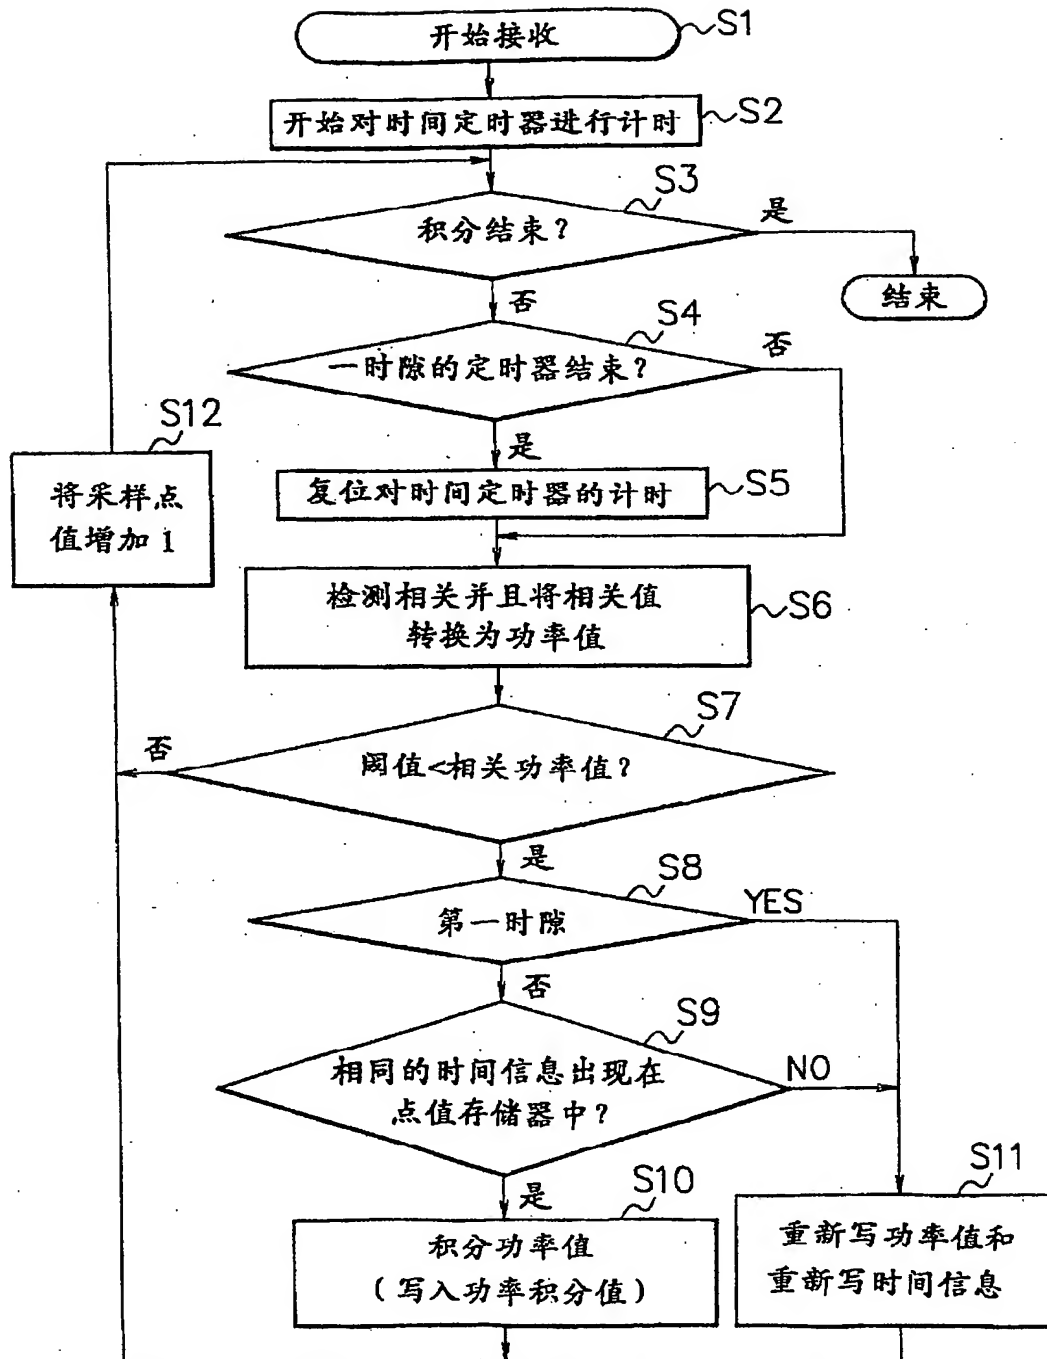 开始接收
S1
开始对时间定时器进行计时
S2
S3
积分结束?
是
结束
否
S4
一时隙的定时器结束?
否
S12
将采样点
值增加1
是
复位对时间定时器的计时
S5
检测相关并且将相关值
转换为功率值
S6
S7
否
阈值<相关功率值?
是
S8
第一时隙
YES
否
S9
相同的时间信息出现在
点值存储器中?
NO
是
S10
积分功率值
(写入功率积分值)
S11
重新写功率值和
重新写时间信息